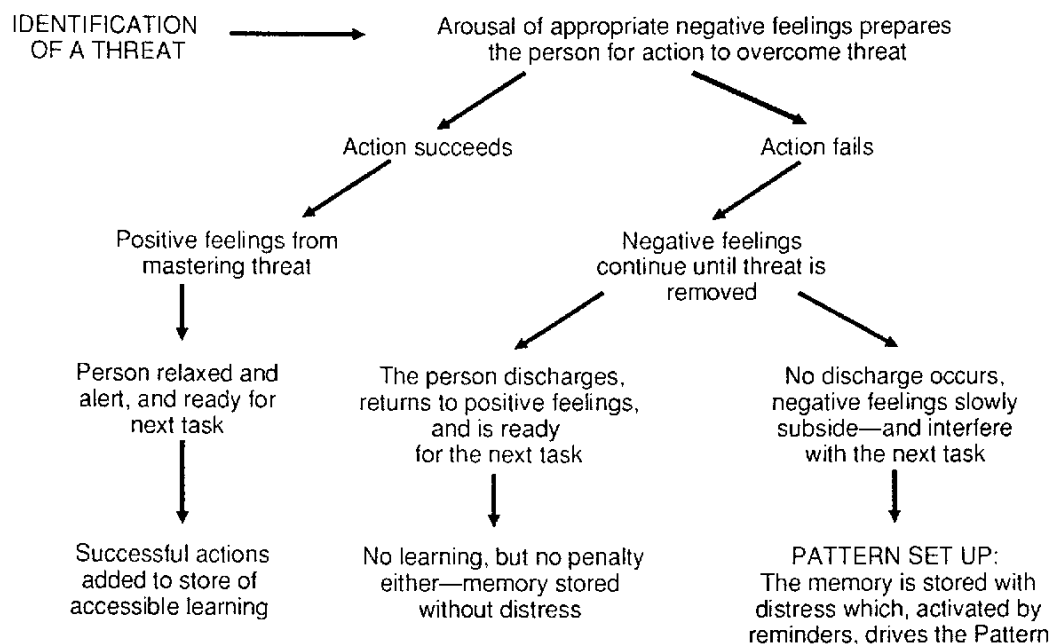 IDENTIFICATION
OF A THREAT
Arousal of appropriate negative feelings prepares
the person for action to overcome threat
Action succeeds
Action fails
Positive feelings from
mastering threat
Negative feelings
continue until threat is
removed
Person relaxed and
alert, and ready for
next task
The person discharges,
returns to positive feelings,
and is ready
for the next task
No discharge occurs,
negative feelings slowly
subside—and interfere
with the next task
Successful actions
added to store of
accessible learning
No learning, but no penalty
either—memory stored
without distress
PATTERN SET UP:
The memory is stored with
distress which, activated by
reminders, drives the Pattern